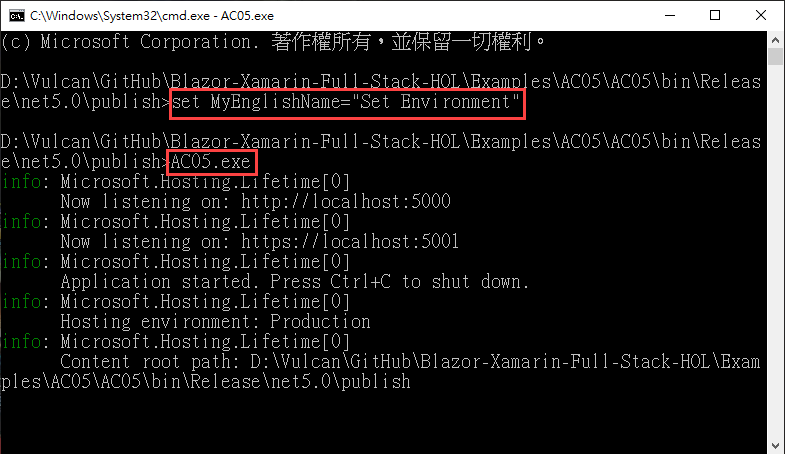 C:\Windows\System32\cmd.exe - AC05.exe
(c) Microsoft Corporation. 著作權所有，並保留一切權利。
D:\Vulcan\GitHub\Blazor-Xamarin-Full-Stack-HOL\Examples\AC05\AC05\bin\Releas
e\net5.0\publish>set MyEnglishName="Set Environment"
D:\Vulcan\GitHub\Blazor-Xamarin-Full-Stack-HOL\Examples\AC05\AC05\bin\Releas
e\net5.0\publish>AC05.exe
info: Microsoft.Hosting.Lifetime[0]
Now listening on: http://localhost:5000
info: Microsoft.Hosting.Lifetime[0]
Now listening on: https://localhost:5001
info: Microsoft.Hosting.Lifetime[0]
Application started. Press Ctrl+C to shut down.
info: Microsoft.Hosting.Lifetime[0]
Hosting environment: Production
info: Microsoft.Hosting.Lifetime[0]
Content root path: D:\Vulcan\GitHub\Blazor-Xamarin-Full-Stack-HOL\Exam
ples\AC05\AC05\bin\Release\net5.0\publish